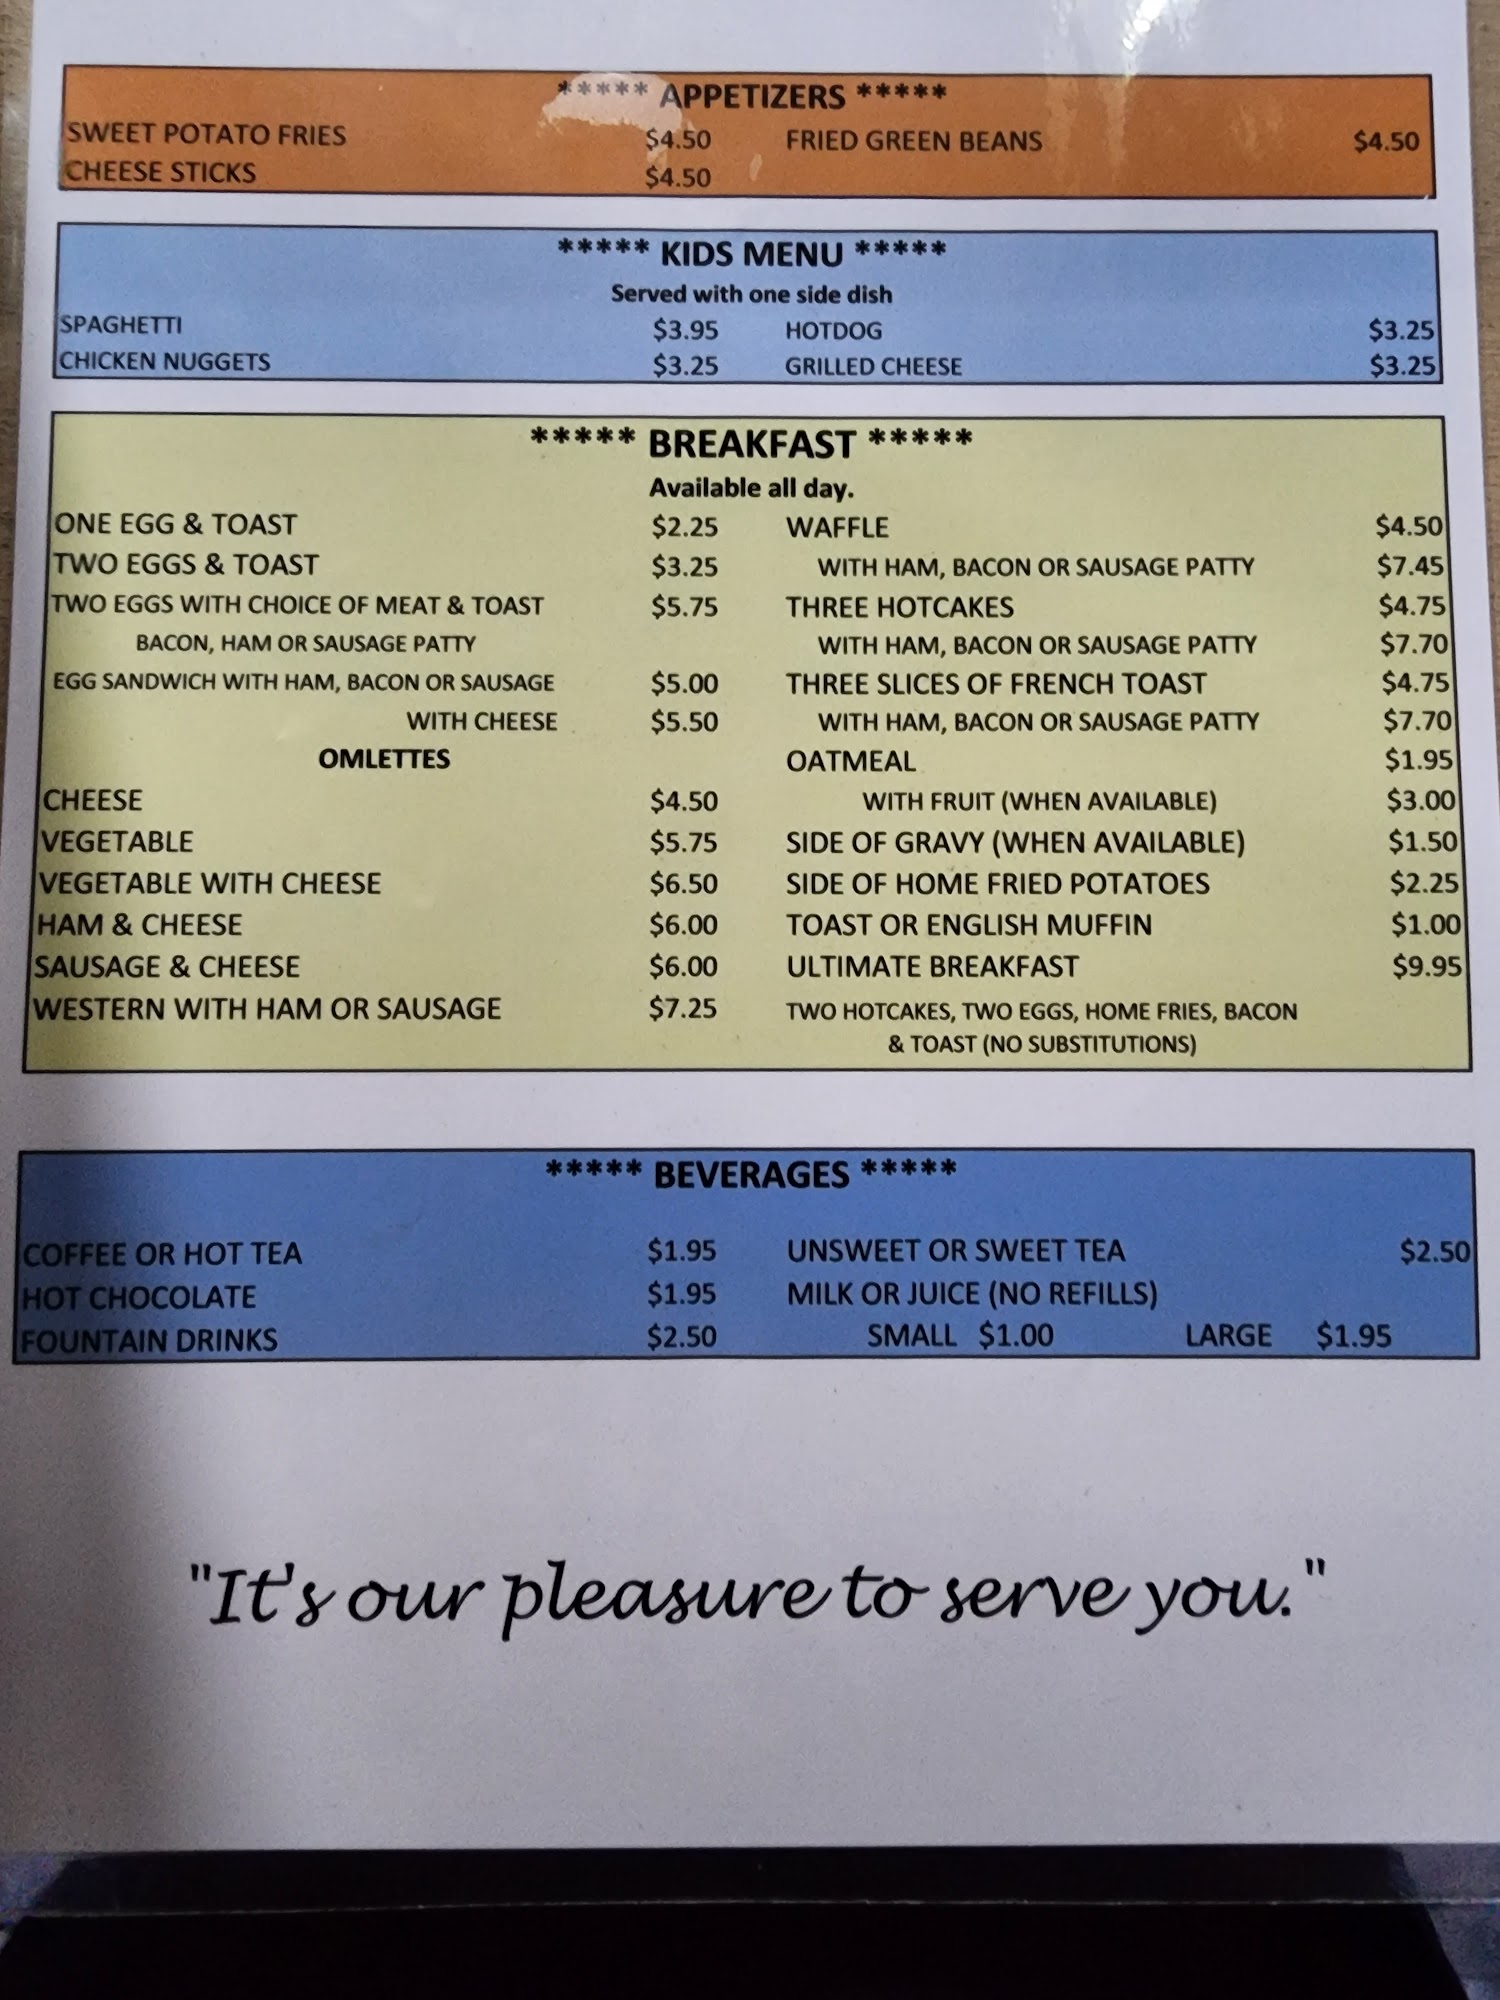 ***** APPETIZERS *****
SWEET POTATO FRIES $4.50 FRIED GREEN BEANS $4.50
CHEESE STICKS $4.50
***** KIDS MENU *****
Served with one side dish
SPAGHETTI $3.95 HOTDOG $3.25
CHICKEN NUGGETS $3.25 GRILLED CHEESE $3.25
***** BREAKFAST *****
Available all day.
ONE EGG & TOAST $2.25 WAFFLE $4.50
TWO EGGS & TOAST $3.25 WITH HAM, BACON OR SAUSAGE PATTY $7.45
TWO EGGS WITH CHOICE OF MEAT & TOAST $5.75 THREE HOTCAKES $4.75
BACON, HAM OR SAUSAGE PATTY WITH HAM, BACON OR SAUSAGE PATTY $7.70
EGG SANDWICH WITH HAM, BACON OR SAUSAGE $5.00 THREE SLICES OF FRENCH TOAST $4.75
WITH CHEESE $5.50 WITH HAM, BACON OR SAUSAGE PATTY $7.70
OMLETTES OATMEAL $1.95
CHEESE $4.50 WITH FRUIT (WHEN AVAILABLE) $3.00
VEGETABLE $5.75 SIDE OF GRAVY (WHEN AVAILABLE) $1.50
VEGETABLE WITH CHEESE $6.50 SIDE OF HOME FRIED POTATOES $2.25
HAM & CHEESE $6.00 TOAST OR ENGLISH MUFFIN $1.00
SAUSAGE & CHEESE $6.00 ULTIMATE BREAKFAST $9.95
WESTERN WITH HAM OR SAUSAGE $7.25 TWO HOTCAKES, TWO EGGS, HOME FRIES, BACON
& TOAST (NO SUBSTITUTIONS)
***** BEVERAGES *****
COFFEE OR HOT TEA $1.95 UNSWEET OR SWEET TEA $2.50
HOT CHOCOLATE $1.95 MILK OR JUICE (NO REFILLS)
FOUNTAIN DRINKS $2.50 SMALL $1.00 LARGE $1.95
"It's our pleasure to serve you."